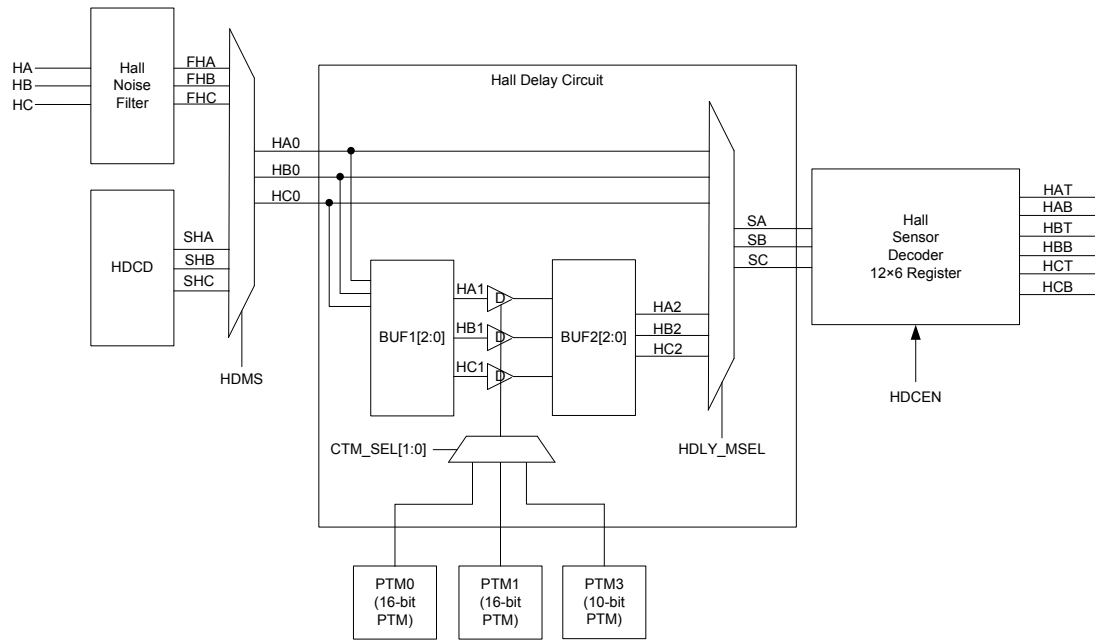 HA
HB
HC
Hall
Noise
Filter
FHA
FHB
FHC
HDCD
SHA
SHB
SHC
HDMS
HA0
HB0
HC0
Hall Delay Circuit
BUF1[2:0]
HA1
HB1
HC1
D
D
D
BUF2[2:0]
HA2
HB2
HC2
CTM_SEL[1:0]
HDLY_MSEL
SA
SB
SC
Hall
Sensor
Decoder
12×6 Register
HDCEN
HAT
HAB
HBT
HBB
HCT
HCB
PTM0
(16-bit
PTM)
PTM1
(16-bit
PTM)
PTM3
(10-bit
PTM)